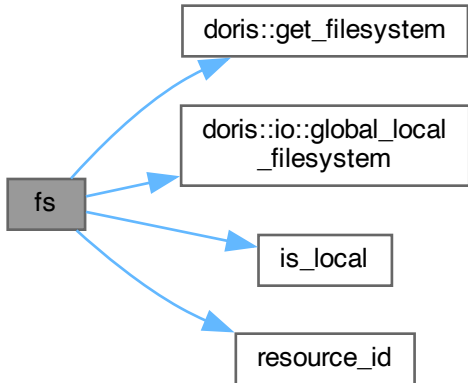 doris::get_filesystem
doris::io::global_local
_filesystem
fs
is_local
resource_id